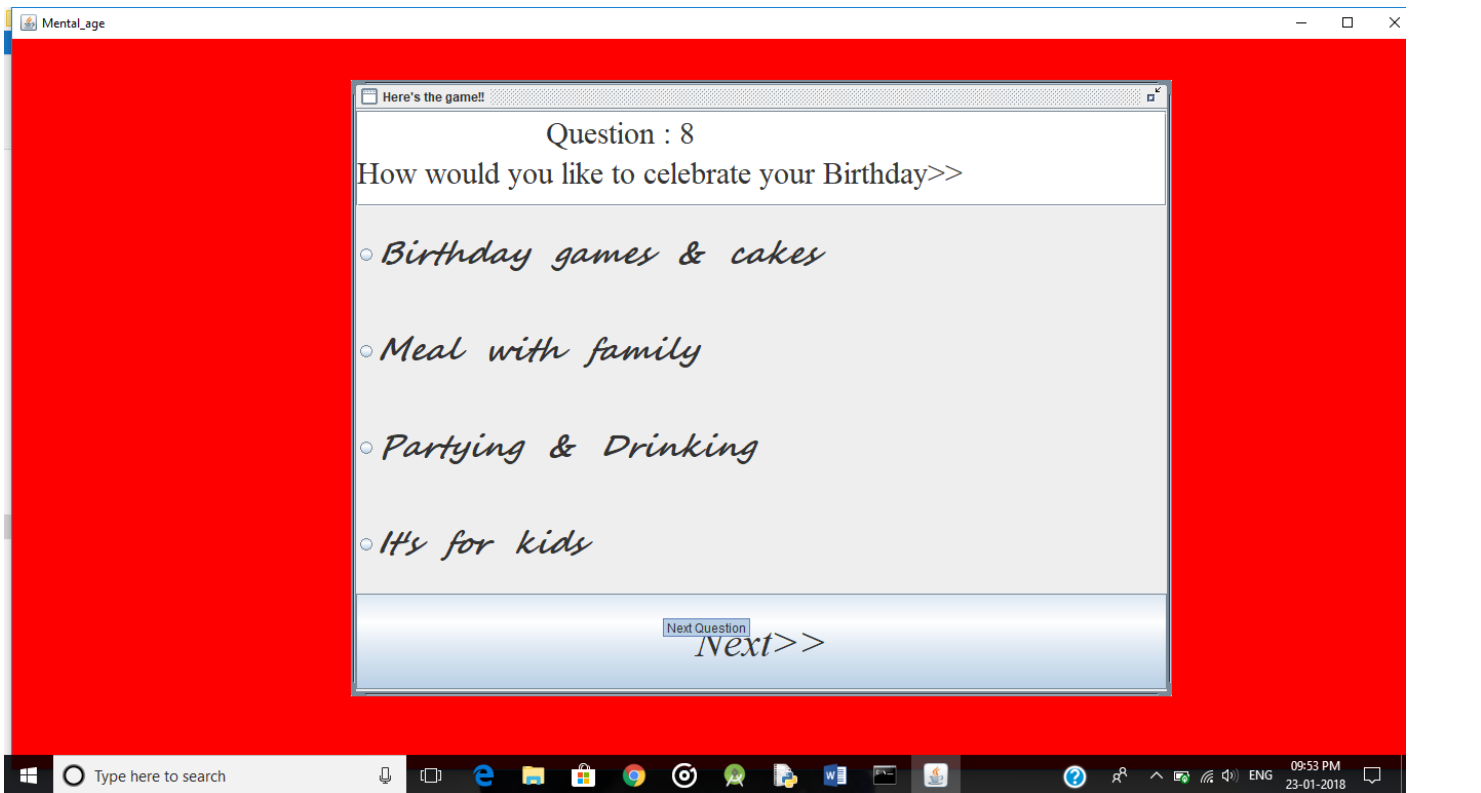 Mental_age
Here's the game!!
Question : 8
How would you like to celebrate your Birthday>>
Birthday games & cakes
Meal with family
Partying & Drinking
It's for kids
Next Question
Next>>
Type here to search
ENG
09:53 PM
23-01-2018